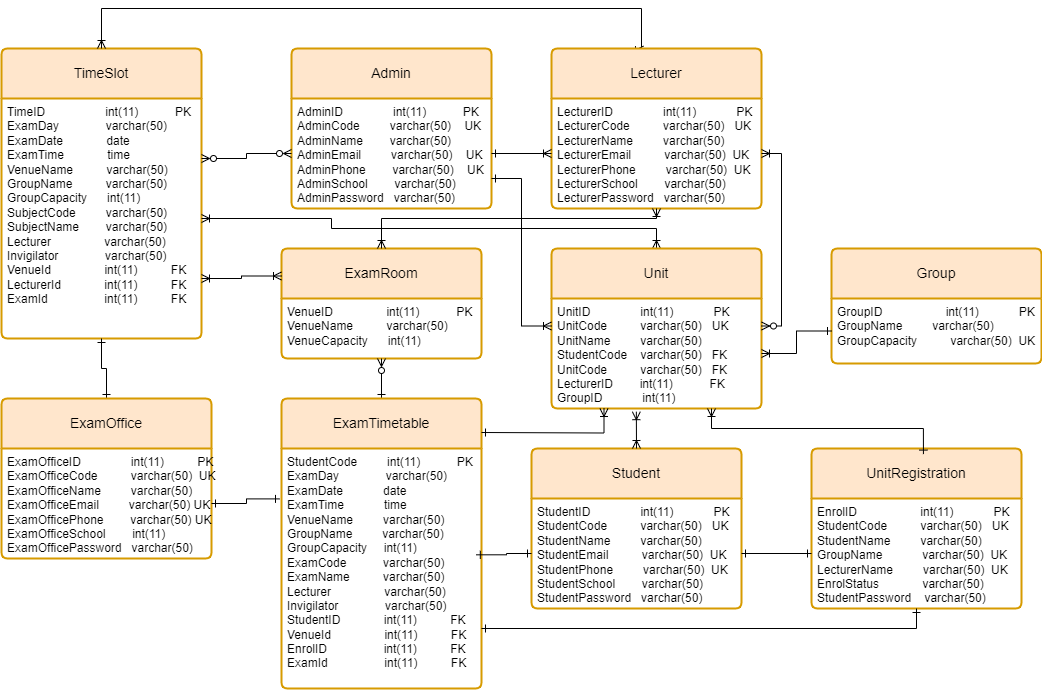 TimeSlot
TimeID int(11) PK
ExamDay varchar(50)
ExamDate date
ExamTime time
VenueName varchar(50)
GroupName varchar(50)
GroupCapacity int(11)
SubjectCode varchar(50)
SubjectName varchar(50)
Lecturer varchar(50)
Invigilator varchar(50)
VenueId int(11) FK
LecturerId int(11) FK
ExamId int(11) FK
Admin
AdminID int(11) PK
AdminCode varchar(50) UK
AdminName varchar(50)
AdminEmail varchar(50) UK
AdminPhone varchar(50) UK
AdminSchool varchar(50)
AdminPassword varchar(50)
Lecturer
LecturerID int(11) PK
LecturerCode varchar(50) UK
LecturerName varchar(50)
LecturerEmail varchar(50) UK
LecturerPhone varchar(50) UK
LecturerSchool varchar(50)
LecturerPassword varchar(50)
ExamRoom
VenueID int(11) PK
VenueName varchar(50)
VenueCapacity int(11)
Unit
UnitID int(11) PK
UnitCode varchar(50) UK
UnitName varchar(50)
StudentCode varchar(50) FK
UnitCode varchar(50) FK
LecturerID int(11) FK
GroupID int(11)
Group
GroupID int(11) PK
GroupName varchar(50)
GroupCapacity varchar(50) UK
ExamOffice
ExamOfficeID int(11) PK
ExamOfficeCode varchar(50) UK
ExamOfficeName varchar(50)
ExamOfficeEmail varchar(50) UK
ExamOfficePhone varchar(50) UK
ExamOfficeSchool int(11)
ExamOfficePassword varchar(50)
ExamTimetable
StudentCode int(11) PK
ExamDay varchar(50)
ExamDate date
ExamTime time
VenueName varchar(50)
GroupName varchar(50)
GroupCapacity int(11)
ExamCode varchar(50)
ExamName varchar(50)
Lecturer varchar(50)
Invigilator varchar(50)
StudentID int(11) FK
VenueId int(11) FK
EnrolID int(11) FK
ExamId int(11) FK
Student
StudentID int(11) PK
StudentCode varchar(50) UK
StudentName varchar(50)
StudentEmail varchar(50) UK
StudentPhone varchar(50) UK
StudentSchool varchar(50)
StudentPassword varchar(50)
UnitRegistration
EnrolID int(11) PK
StudentCode varchar(50) UK
StudentName varchar(50)
GroupName varchar(50) UK
LecturerName varchar(50) UK
EnrolStatus varchar(50)
StudentPassword varchar(50)